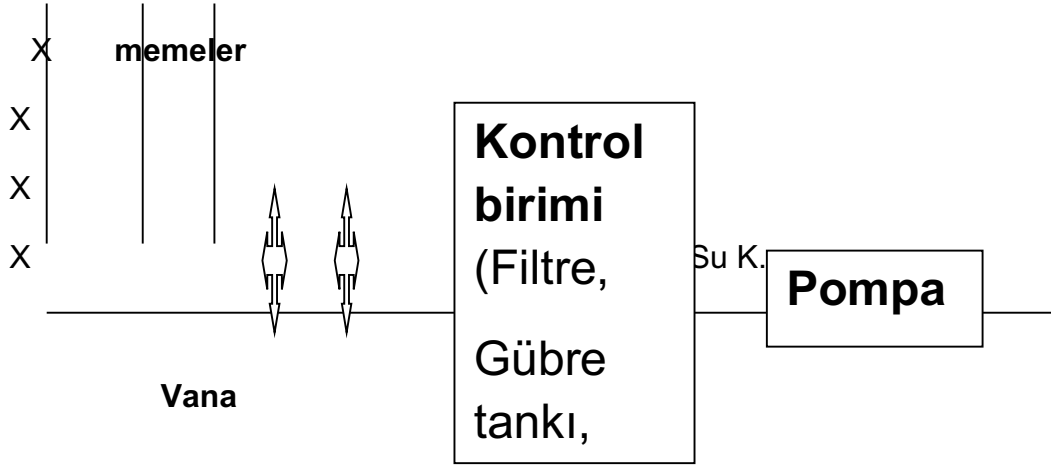 X memeler
X
X
X
Kontrol
birimi
(Filtre,
Gübre
tankı,
Su K.
Pompa
Vana